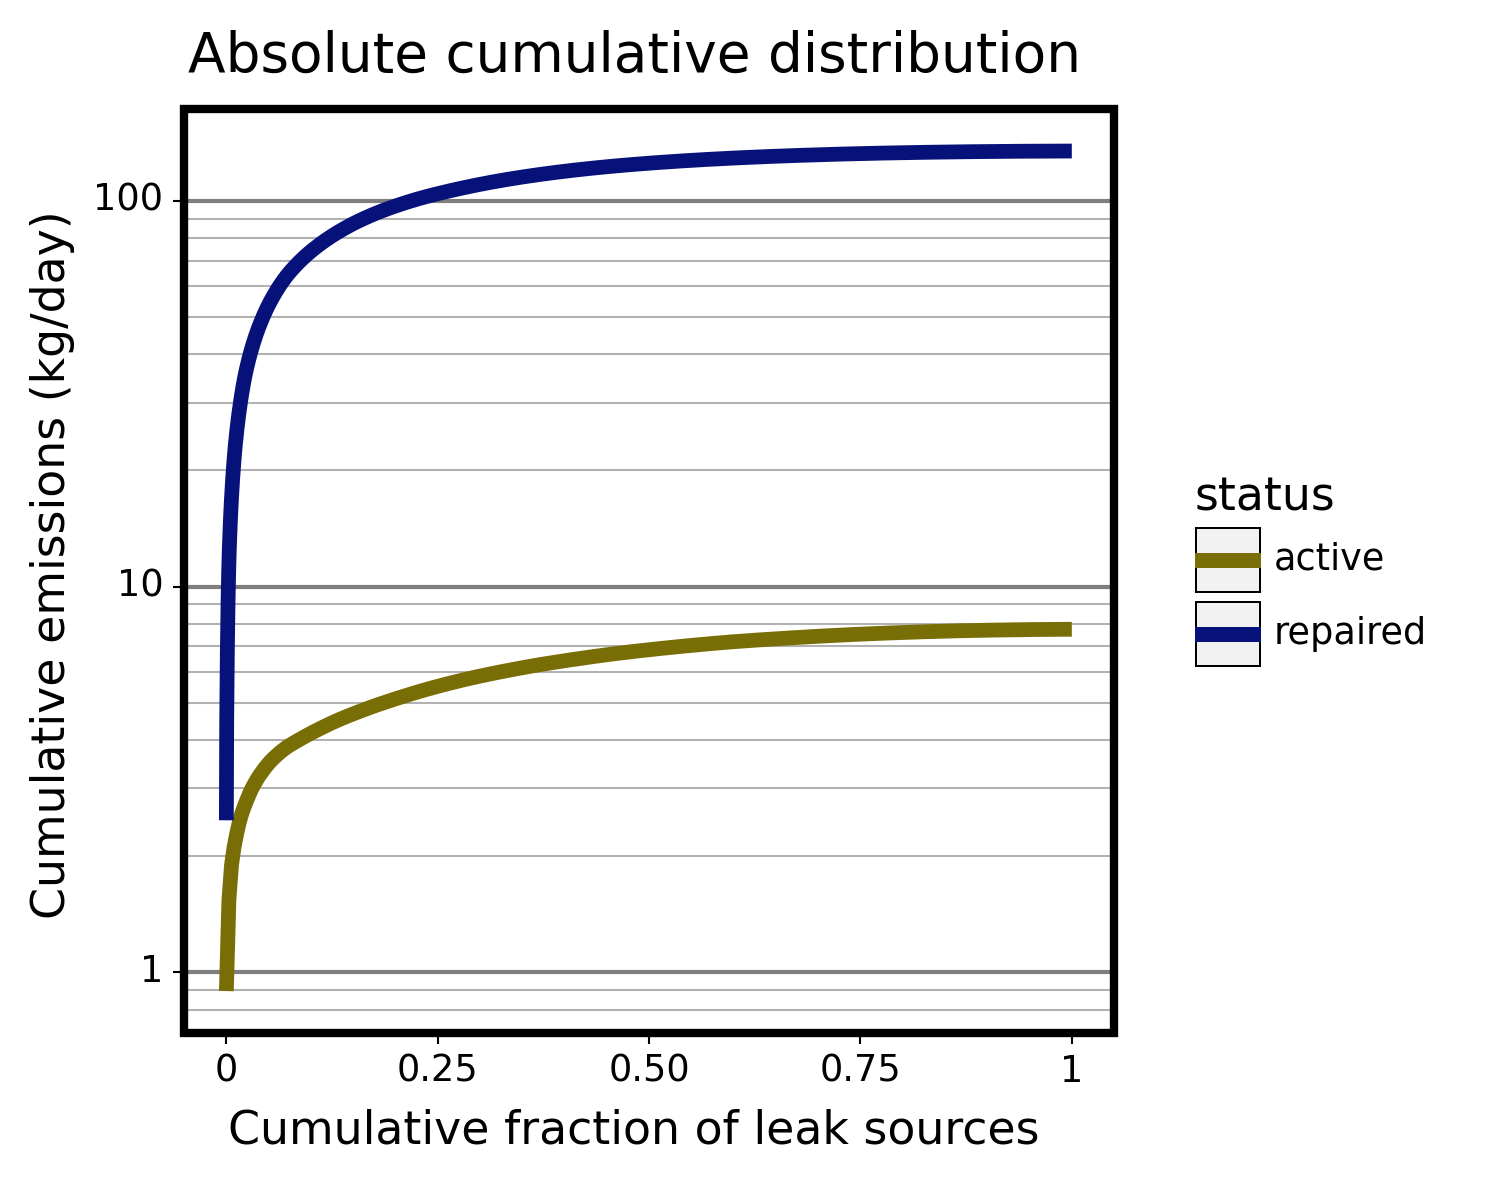 Absolute cumulative distribution
Cumulative emissions (kg/day)
100
10
1
0
0.25
0.50
0.75
1
Cumulative fraction of leak sources
status
active
repaired